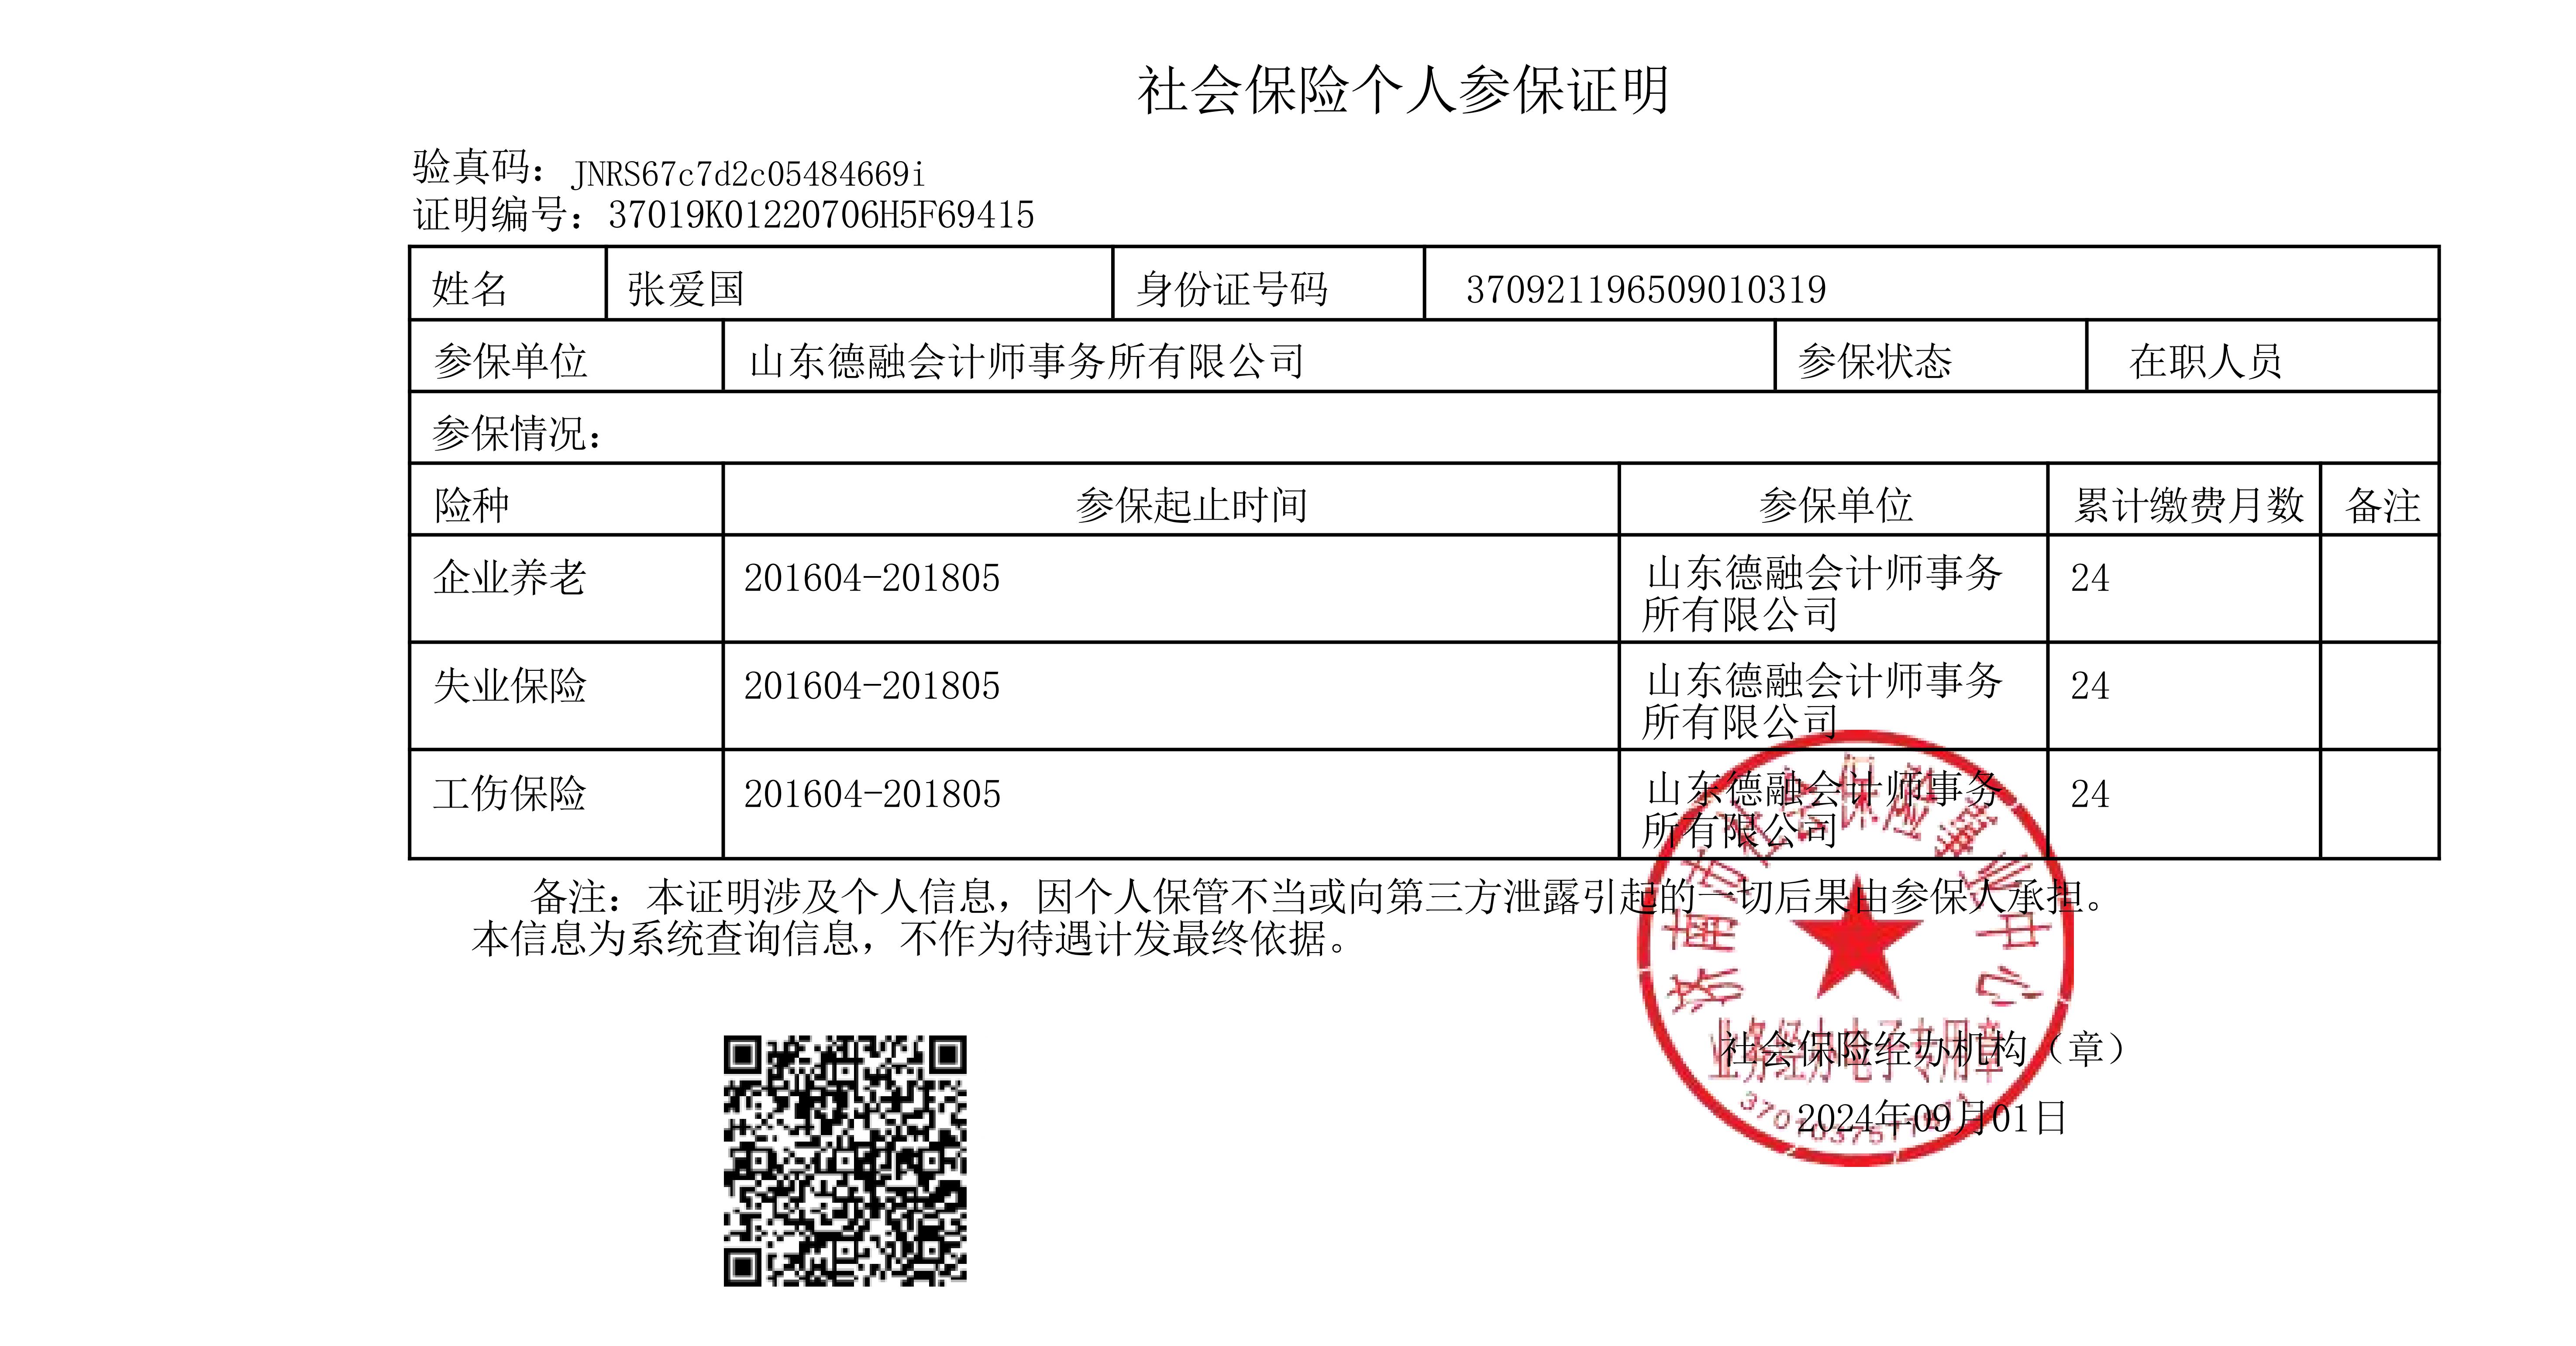 社会保险个人参保证明
验真码：JNRS67c7d2c05484669i
证明编号：37019K01220706H5F69415
姓名 张爱国 身份证号码 370921196509010319
参保单位 山东德融会计师事务所有限公司 参保状态 在职人员
参保情况：
险种 参保起止时间 参保单位 累计缴费月数 备注
企业养老 201604-201805 山东德融会计师事务 24
所有限公司
失业保险 201604-201805 山东德融会计师事务 24
所有限公司
工伤保险 201604-201805 山东德融会计师事务 24
所有限公司
备注：本证明涉及个人信息，因个人保管不当或向第三方泄露引起的一切后果由参保人承担。
本信息为系统查询信息，不作为待遇计发最终依据。
济南市社会保险事业中心
业务经办电子专用章
社会保险经办机构（章）
2024年09月01日